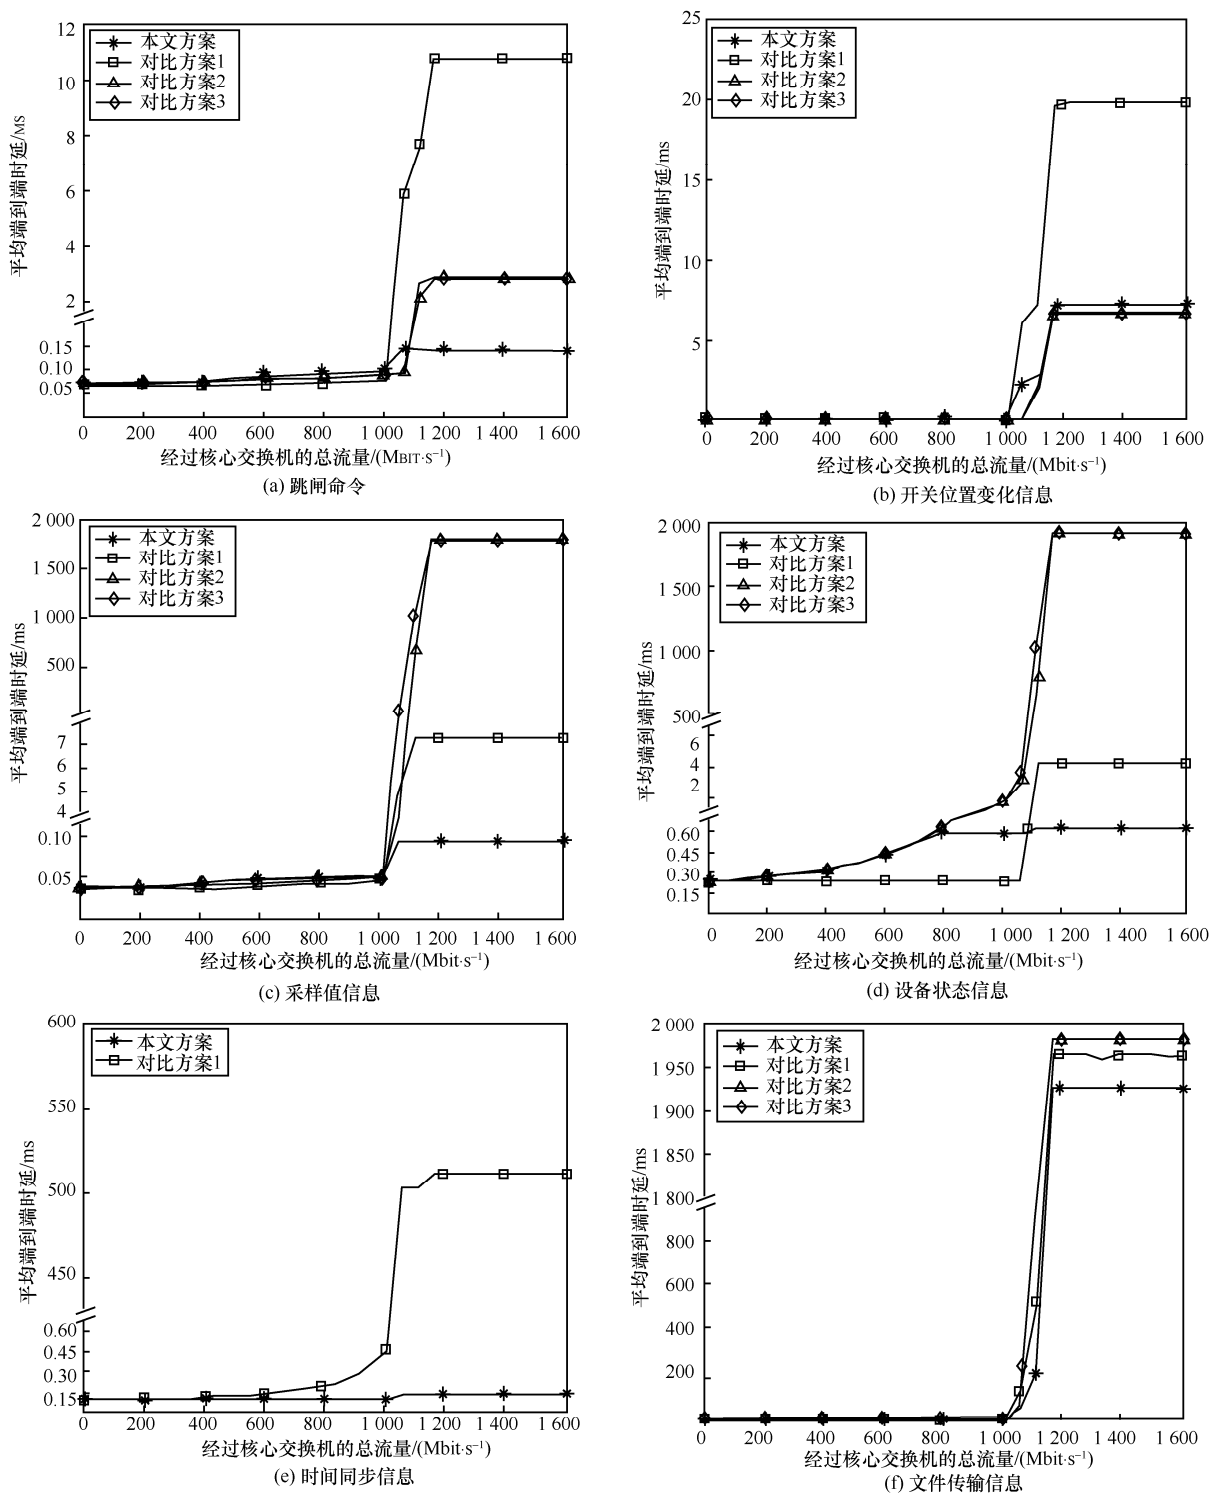 12
10
8
6
4
2
0.15
0.10
0.05
平均端到端时延/MS
本文方案
对比方案1
对比方案2
对比方案3
0 200 400 600 800 1 000 1 200 1 400 1 600
经过核心交换机的总流量/(MBIT·s⁻¹)
(a) 跳闸命令
25
20
15
10
5
平均端到端时延/ms
本文方案
对比方案1
对比方案2
对比方案3
0 200 400 600 800 1 000 1 200 1 400 1 600
经过核心交换机的总流量/(Mbit·s⁻¹)
(b) 开关位置变化信息
2 000
1 500
1 000
500
7
6
5
4
0.10
0.05
平均端到端时延/ms
本文方案
对比方案1
对比方案2
对比方案3
0 200 400 600 800 1 000 1 200 1 400 1 600
经过核心交换机的总流量/(Mbit·s⁻¹)
(c) 采样值信息
2 000
1 500
1 000
500
6
4
2
0.60
0.45
0.30
0.15
平均端到端时延/ms
本文方案
对比方案1
对比方案2
对比方案3
0 200 400 600 800 1 000 1 200 1 400 1 600
经过核心交换机的总流量/(Mbit·s⁻¹)
(d) 设备状态信息
600
550
500
450
0.60
0.45
0.30
0.15
平均端到端时延/ms
本文方案
对比方案1
0 200 400 600 800 1 000 1 200 1 400 1 600
经过核心交换机的总流量/(Mbit·s⁻¹)
(e) 时间同步信息
2 000
1 950
1 900
1 850
1 800
800
600
400
200
平均端到端时延/ms
本文方案
对比方案1
对比方案2
对比方案3
0 200 400 600 800 1 000 1 200 1 400 1 600
经过核心交换机的总流量/(Mbit·s⁻¹)
(f) 文件传输信息